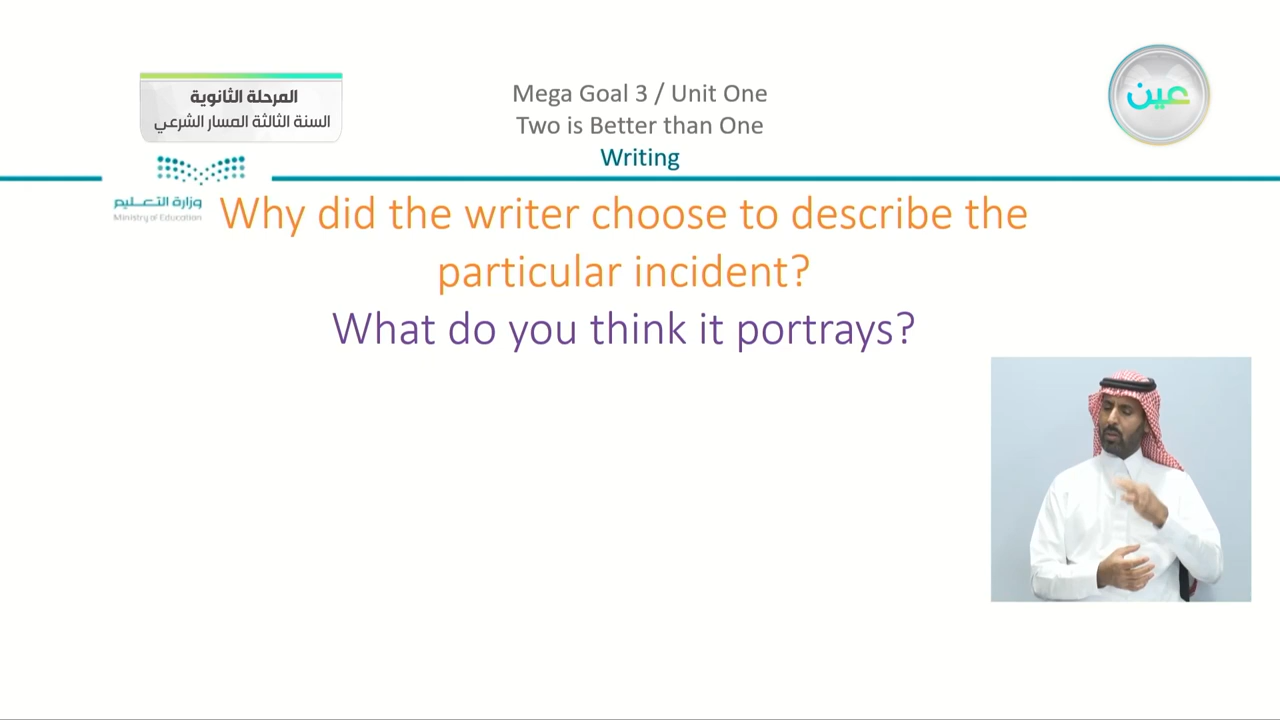 المرحلة الثانوية
السنة الثالثة المسار الشرعي
Mega Goal 3 / Unit One
Two is Better than One
Writing
عين
وزارة التعليم
Ministry of Education
Why did the writer choose to describe the
particular incident?
What do you think it portrays?